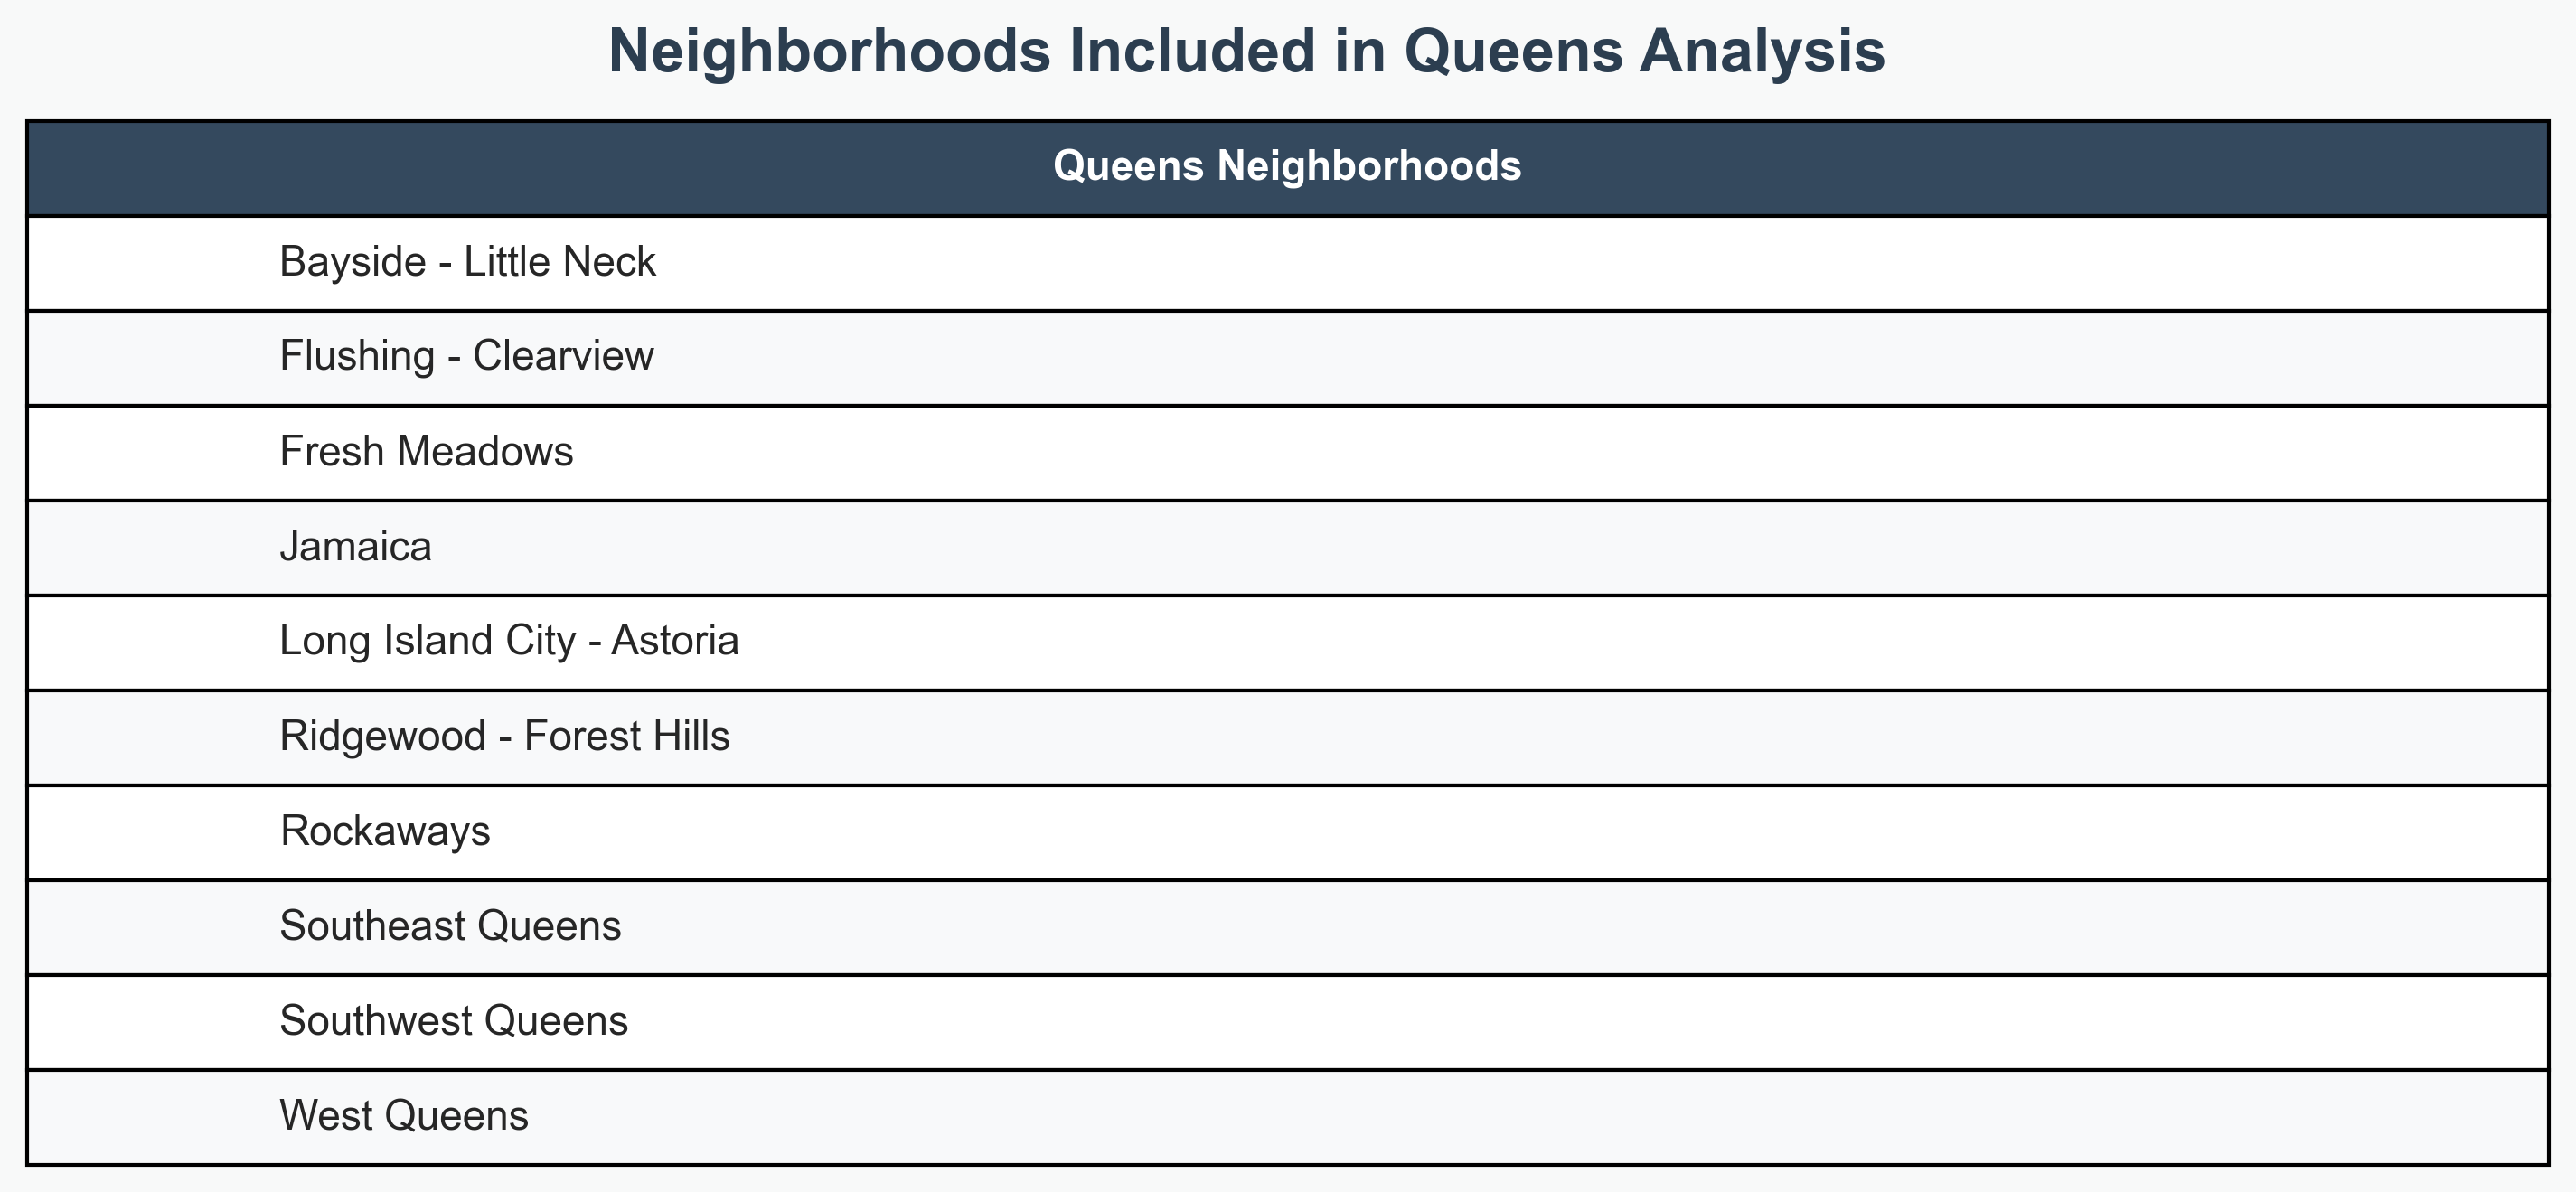 Neighborhoods Included in Queens Analysis
Queens Neighborhoods
Bayside - Little Neck
Flushing - Clearview
Fresh Meadows
Jamaica
Long Island City - Astoria
Ridgewood - Forest Hills
Rockaways
Southeast Queens
Southwest Queens
West Queens